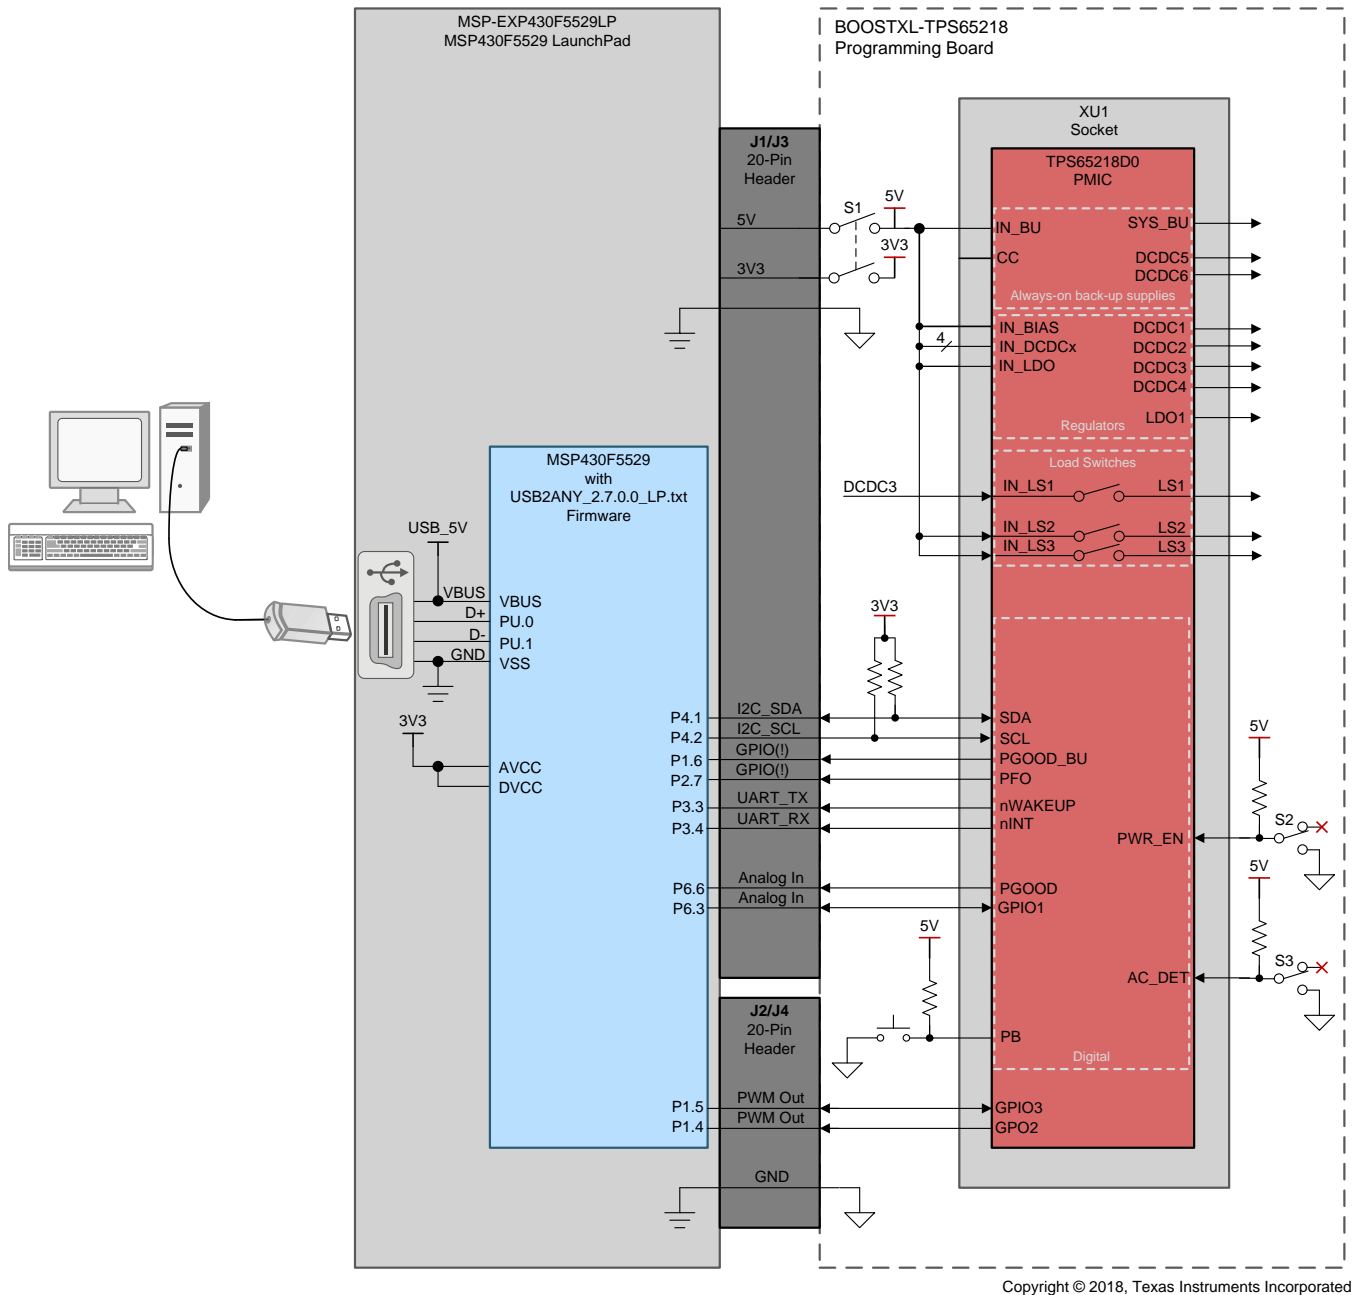 MSP-EXP430F5529LP
MSP430F5529 LaunchPad
BOOSTXL-TPS65218
Programming Board
XU1
Socket
J1/J3
20-Pin
Header
TPS65218D0
PMIC
5V
S1
5V
3V3
3V3
IN_BU
CC
SYS_BU
DCDC5
DCDC6
Always-on back-up supplies
4
IN_BIAS
IN_DCDCx
IN_LDO
DCDC1
DCDC2
DCDC3
DCDC4
LDO1
Regulators
Load Switches
DCDC3
IN_LS1
LS1
IN_LS2
LS2
IN_LS3
LS3
MSP430F5529
with
USB2ANY_2.7.0.0_LP.txt
Firmware
USB_5V
VBUS
D+
D-
GND
VBUS
PU.0
PU.1
VSS
3V3
AVCC
DVCC
3V3
P4.1
I2C_SDA
SDA
P4.2
I2C_SCL
SCL
P1.6
GPIO(!)
PGOOD_BU
P2.7
GPIO(!)
PFO
P3.3
UART_TX
nWAKEUP
P3.4
UART_RX
nINT
5V
S2
PWR_EN
P6.6
Analog In
PGOOD
P6.3
Analog In
GPIO1
5V
S3
AC_DET
5V
PB
Digital
J2/J4
20-Pin
Header
P1.5
PWM Out
GPIO3
P1.4
PWM Out
GPO2
GND
Copyright © 2018, Texas Instruments Incorporated